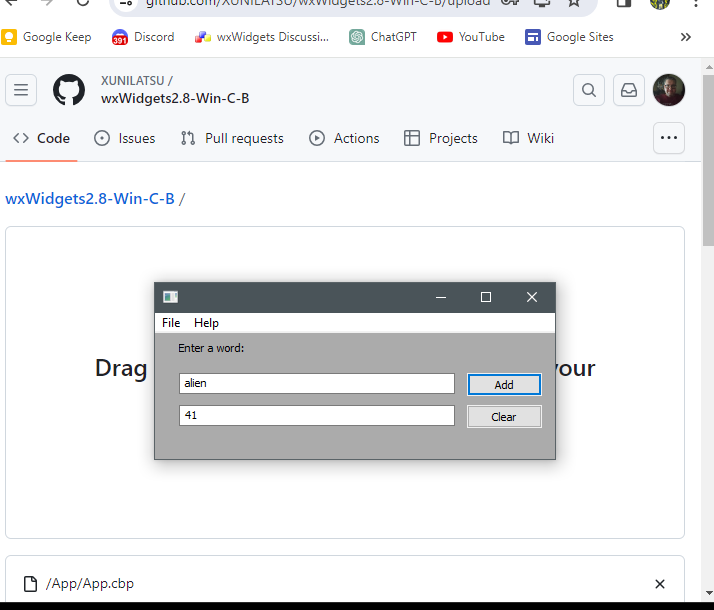 github.com/XUNILATSU/wxWidgets2.8-Win-C-B/upload
Google Keep
391
Discord
wxWidgets Discussi...
ChatGPT
YouTube
Google Sites
XUNILATSU /
wxWidgets2.8-Win-C-B
Code
Issues
Pull requests
Actions
Projects
Wiki
wxWidgets2.8-Win-C-B /
File Help
Enter a word:
Drag
your
alien
Add
41
Clear
/App/App.cbp